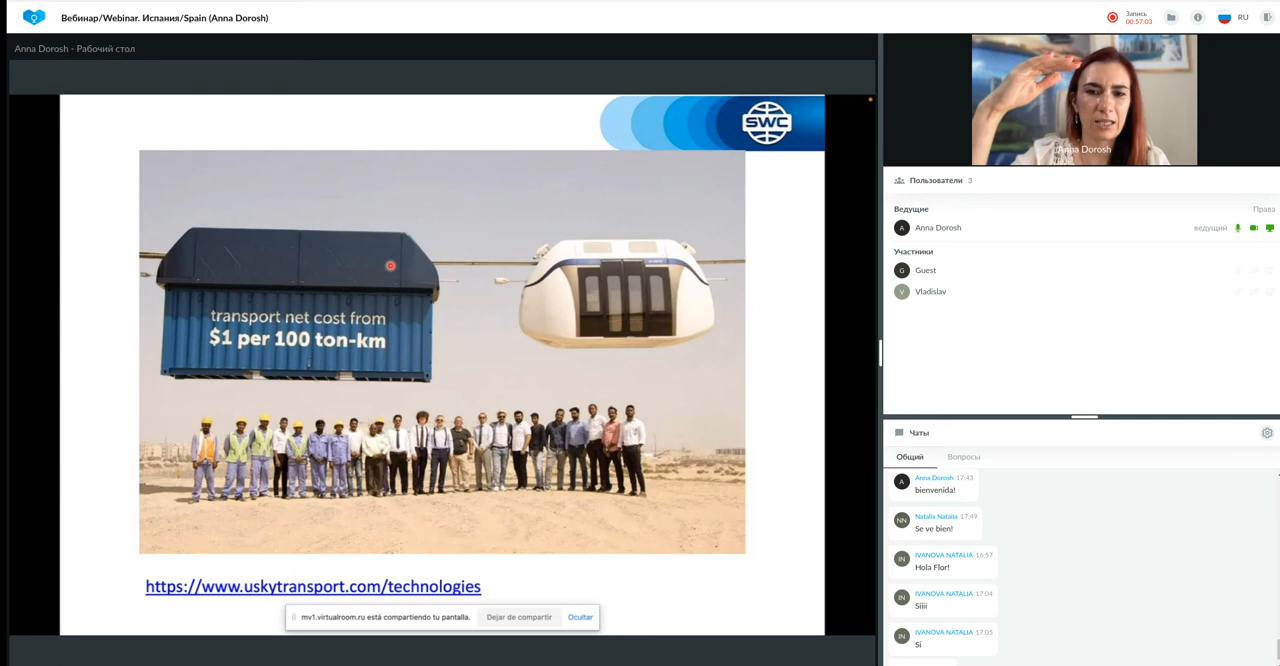 Вебинар/Webinar. Испания/Spain (Anna Dorosh)
Запись
00:57:03
RU
Anna Dorosh - Рабочий стол
SWC
transport net cost from
$1 per 100 ton-km
https://www.uskytransport.com/technologies
mv1.virtualroom.ru está compartiendo tu pantalla.
Dejar de compartir
Ocultar
Anna Dorosh
Пользователи 3
Ведущие
Права
A
Anna Dorosh
ведущий
Участники
G
Guest
V
Vladislav
Чаты
Общий
Вопросы
A
Anna Dorosh 17:43
bienvenida!
NN
Natalia Natalia 17:49
Se ve bien!
IN
IVANOVA NATALIA 16:57
Hola Flor!
IN
IVANOVA NATALIA 17:04
Siiii
IN
IVANOVA NATALIA 17:05
Si